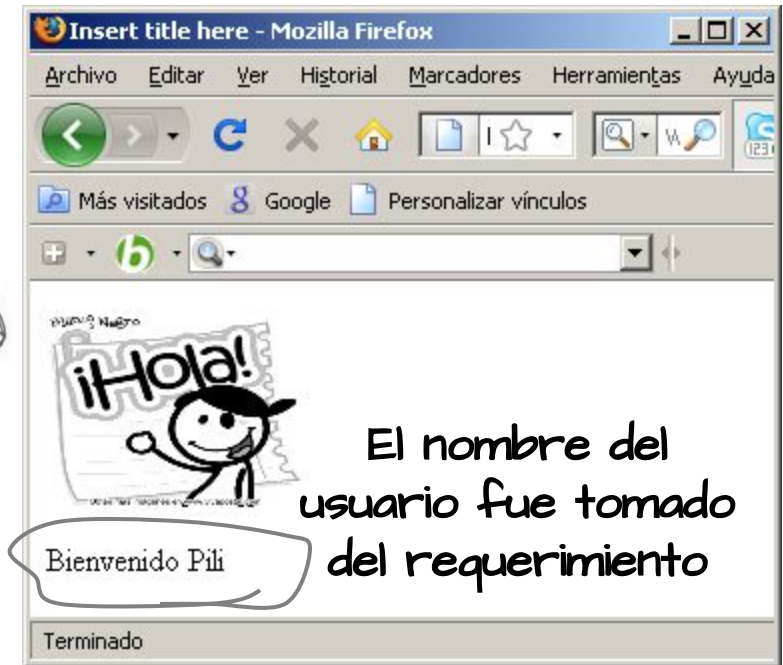 Insert title here - Mozilla Firefox
Archivo Editar Ver Historial Marcadores Herramientas Ayuda
Más visitados Google Personalizar vínculos
¡Hola!
El nombre del
usuario fue tomado
del requerimiento
Bienvenido Pili
Terminado